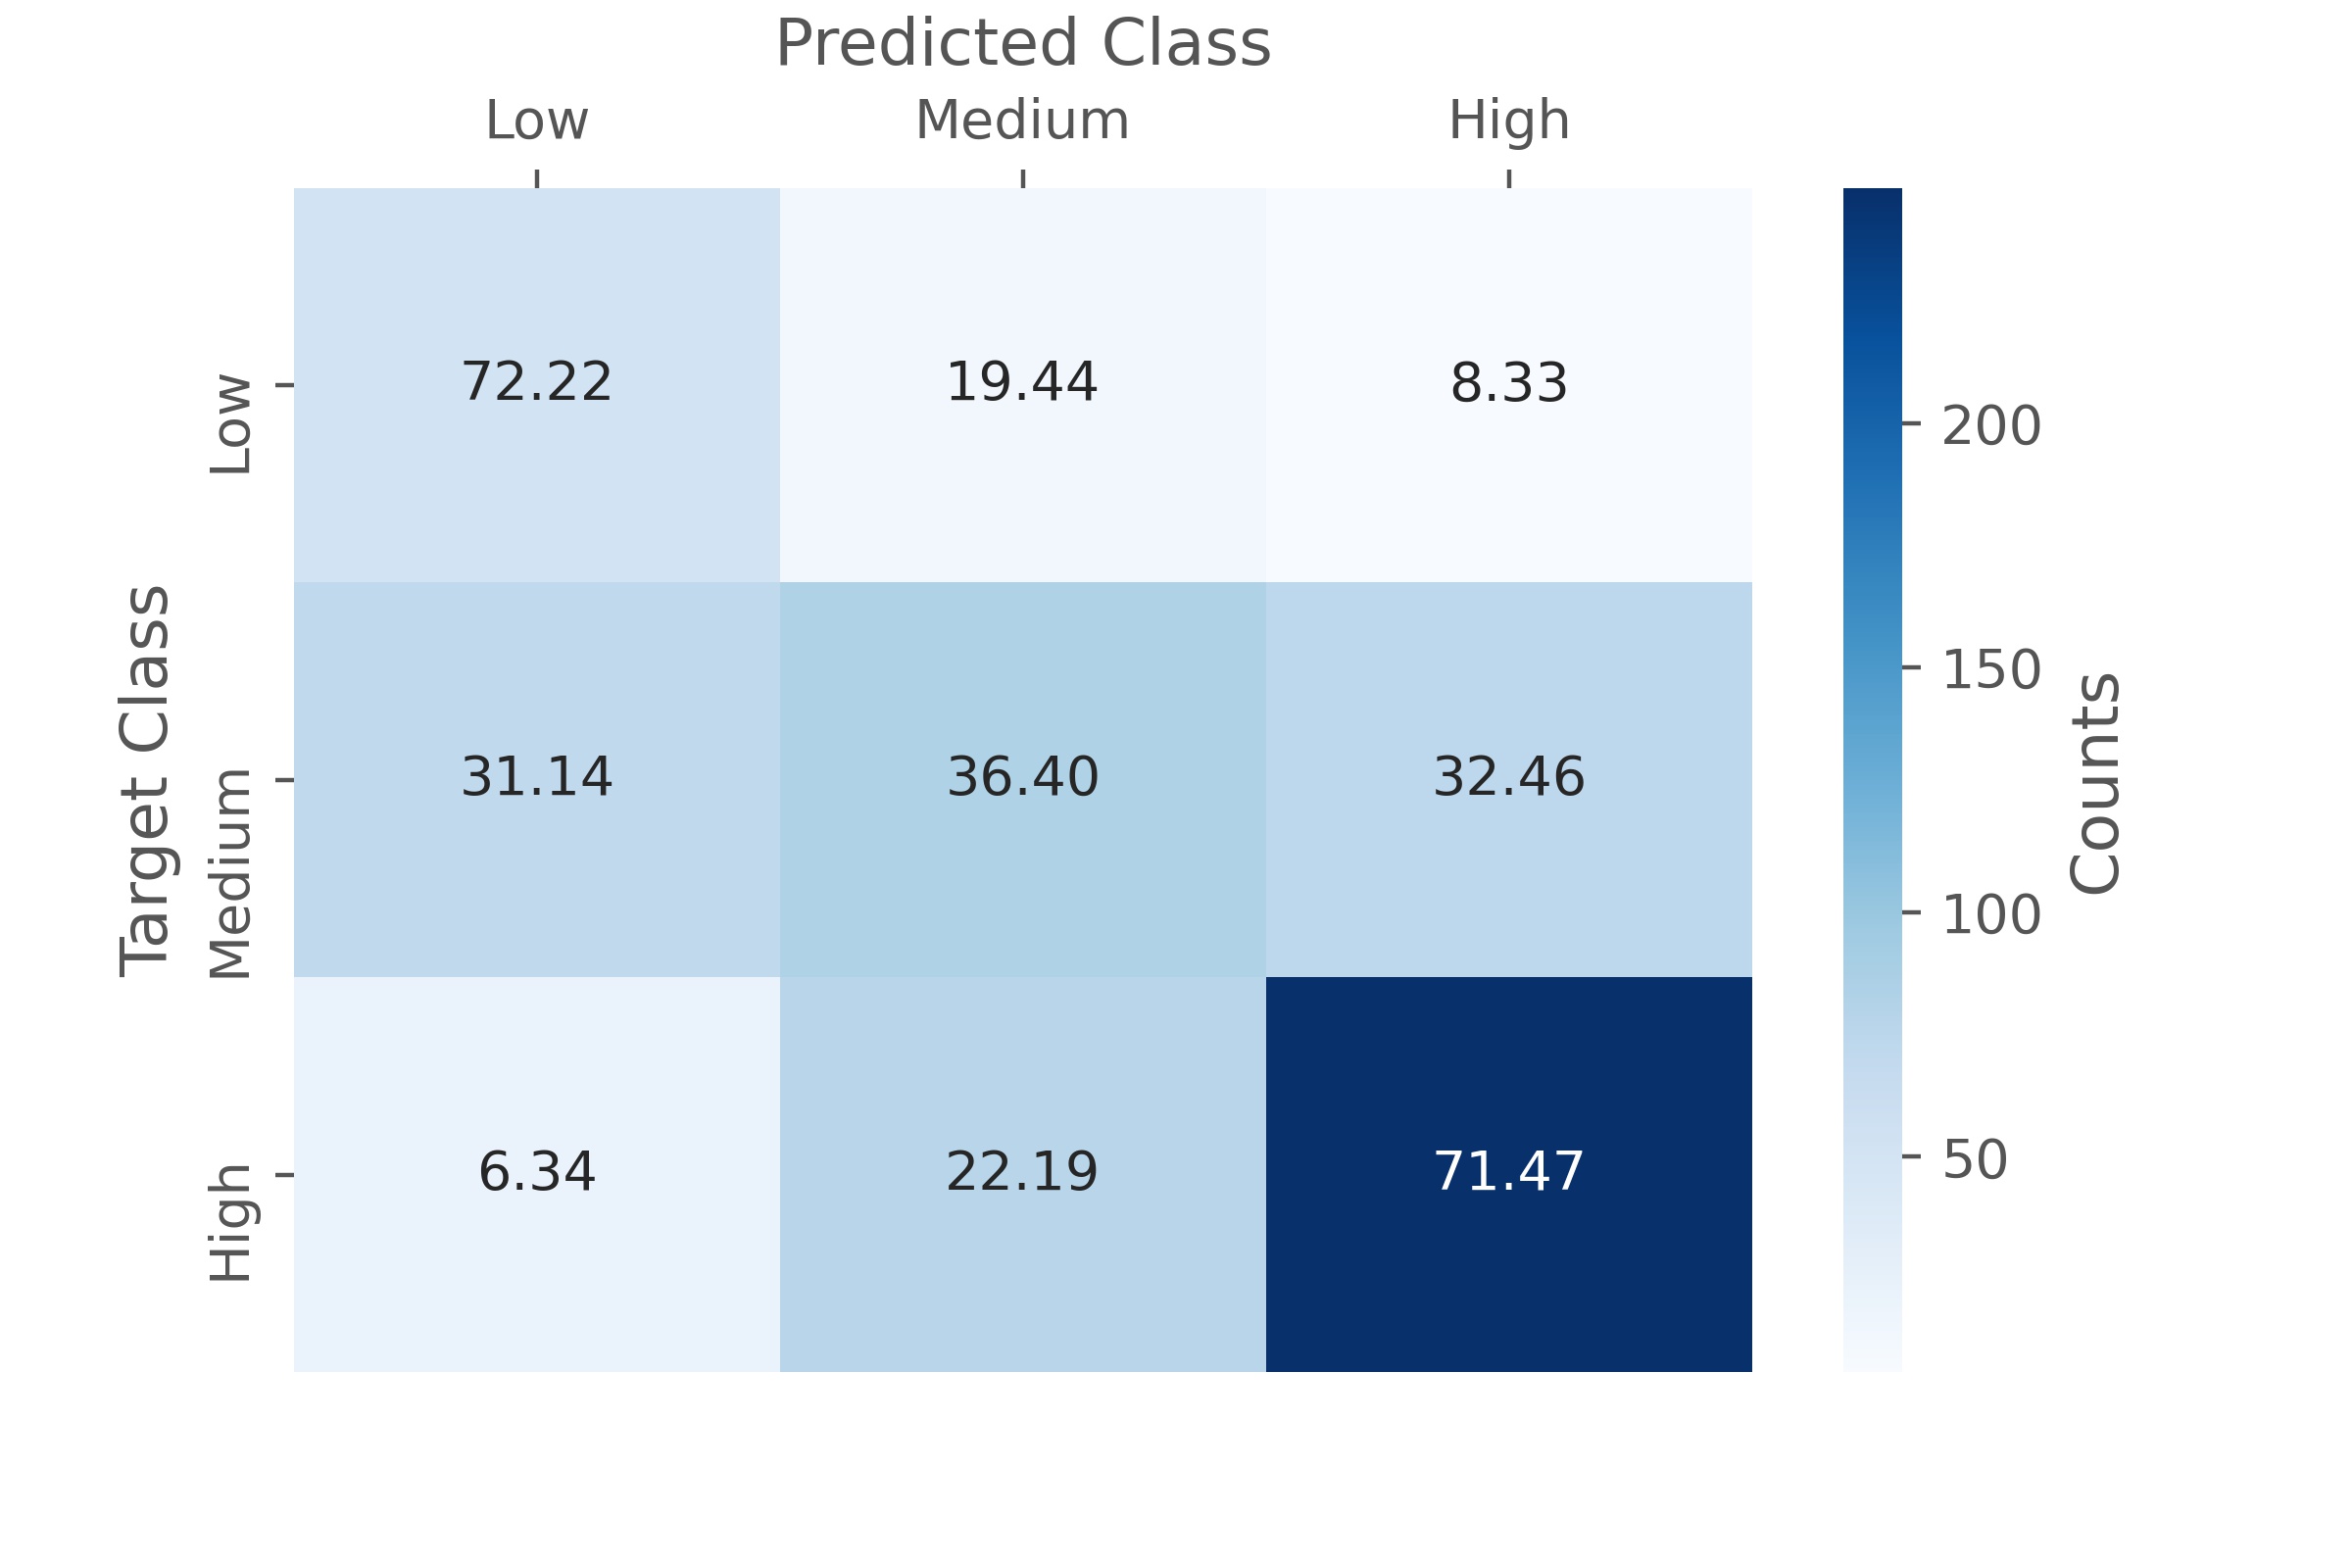 Predicted Class
Low Medium High
Target Class
Low 72.22 19.44 8.33
Medium 31.14 36.40 32.46
High 6.34 22.19 71.47
200
150
100
50
Counts